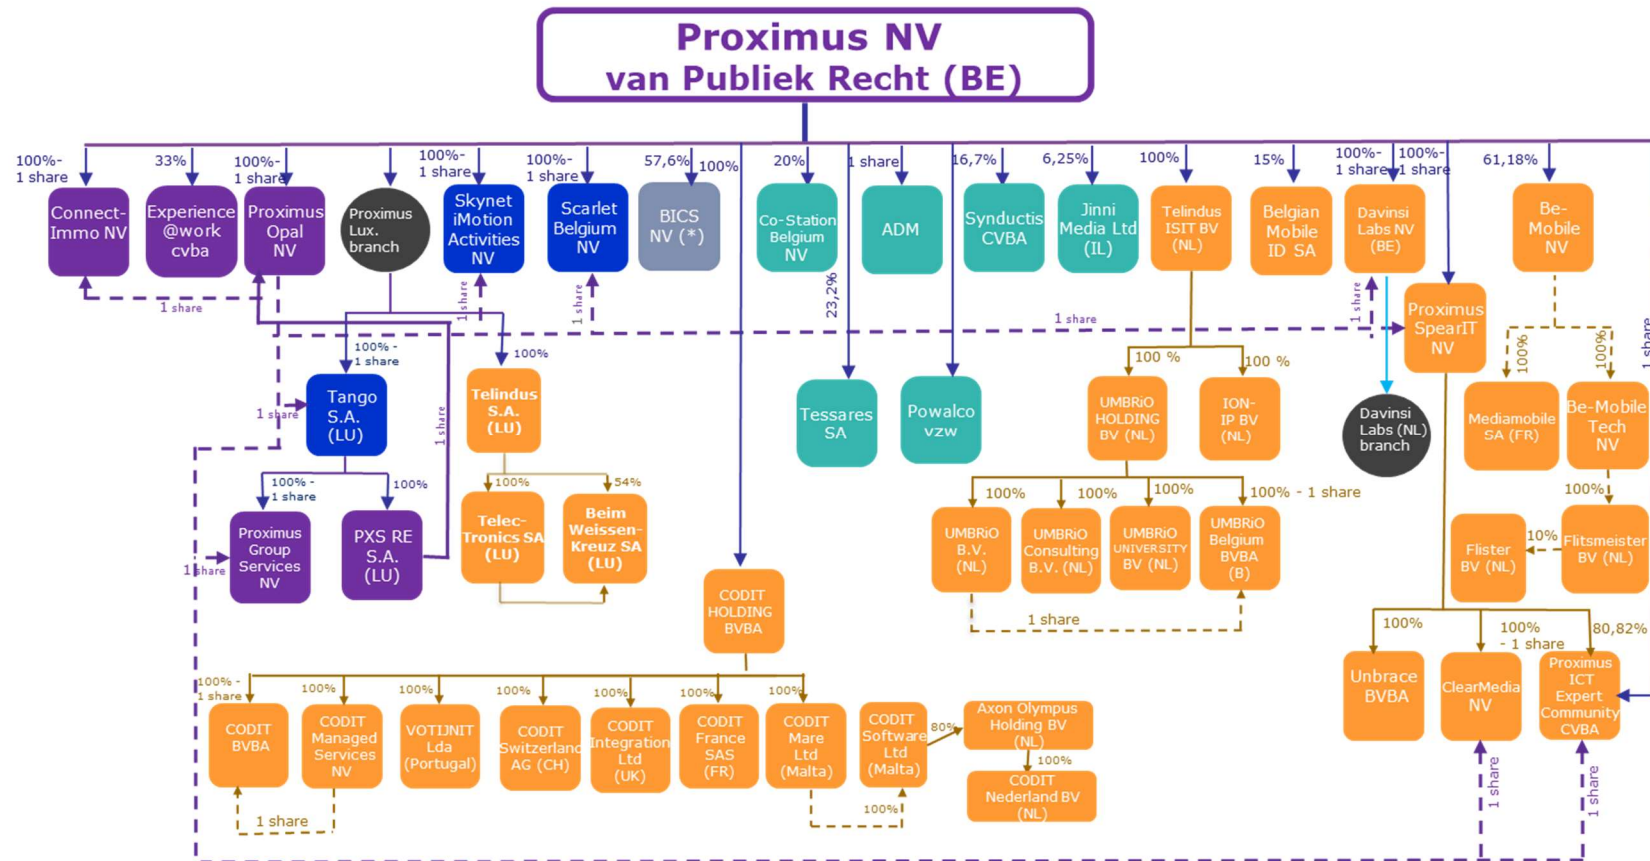 Proximus NV
van Publiek Recht (BE)
100%-
1 share
33%
100%-
1 share
100%-
1 share
100%-
1 share
57,6%
100%
20%
1 share
16,7%
6,25%
100%
15%
100%-
1 share
100%-
1 share
61,18%
Connect-
Immo NV
Experience
@work
cvba
Proximus
Opal
NV
Proximus
Lux.
branch
Skynet
iMotion
Activities
NV
Scarlet
Belgium
NV
BICS
NV (*)
Co-Station
Belgium
NV
ADM
Synductis
CVBA
Jinni
Media Ltd
(IL)
Telindus
ISIT BV
(NL)
Belgian
Mobile
ID SA
Davinsi
Labs NV
(BE)
Be-
Mobile
NV
1 share
1 share
1 share
23,2%
1 share
1 share
Proximus
SpearIT
NV
1 share
100% -
1 share
100%
100 %
100 %
100%
100%
Tango
S.A.
(LU)
1 share
Telindus
S.A.
(LU)
1 share
Tessares
SA
Powalco
vzw
UMBRiO
HOLDING
BV (NL)
ION-
IP BV
(NL)
Davinsi
Labs (NL)
branch
Mediamobile
SA (FR)
Be-Mobile
Tech
NV
100% -
1 share
100%
100%
54%
100%
100%
100%
100% - 1 share
100%
Proximus
Group
Services
NV
1 share
PXS RE
S.A.
(LU)
Telec-
Tronics SA
(LU)
Beim
Weissen-
Kreuz SA
(LU)
UMBRiO
B.V.
(NL)
UMBRiO
Consulting
B.V. (NL)
UMBRiO
UNIVERSITY
BV (NL)
UMBRiO
Belgium
BVBA
(B)
1 share
Flister
BV (NL)
10%
Flitsmeister
BV (NL)
CODIT
HOLDING
BVBA
100%
100%
- 1 share
80,82%
Unbrace
BVBA
ClearMedia
NV
Proximus
ICT
Expert
Community
CVBA
100% -
1 share
100%
100%
100%
100%
100%
100%
CODIT
BVBA
CODIT
Managed
Services
NV
VOTIJNIT
Lda
(Portugal)
CODIT
Switzerland
AG (CH)
CODIT
Integration
Ltd
(UK)
CODIT
France
SAS
(FR)
CODIT
Mare
Ltd
(Malta)
CODIT
Software
Ltd
(Malta)
80%
Axon Olympus
Holding BV
(NL)
100%
CODIT
Nederland BV
(NL)
1 share
100%
1 share
1 share